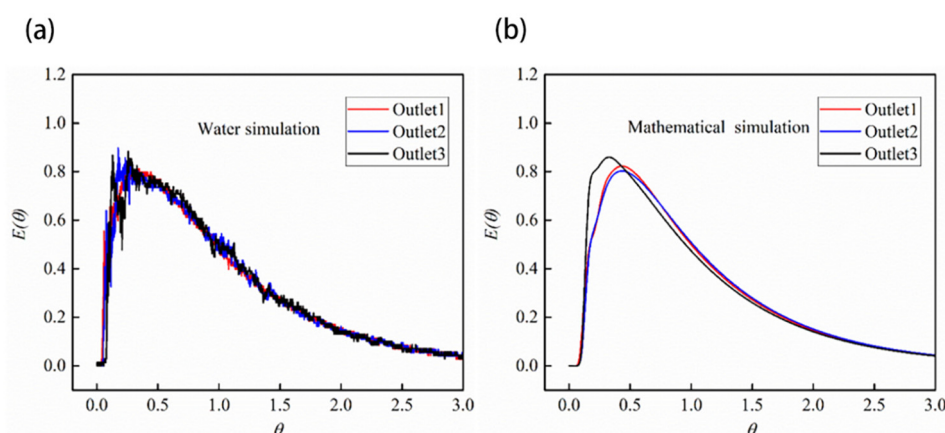 (a)
1.2
1.0
0.8
0.6
0.4
0.2
0.0
E(θ)
Water simulation
Outlet1
Outlet2
Outlet3
0.0 0.5 1.0 1.5 2.0 2.5 3.0
θ
(b)
1.2
1.0
0.8
0.6
0.4
0.2
0.0
E(θ)
Mathematical simulation
Outlet1
Outlet2
Outlet3
0.0 0.5 1.0 1.5 2.0 2.5 3.0
θ